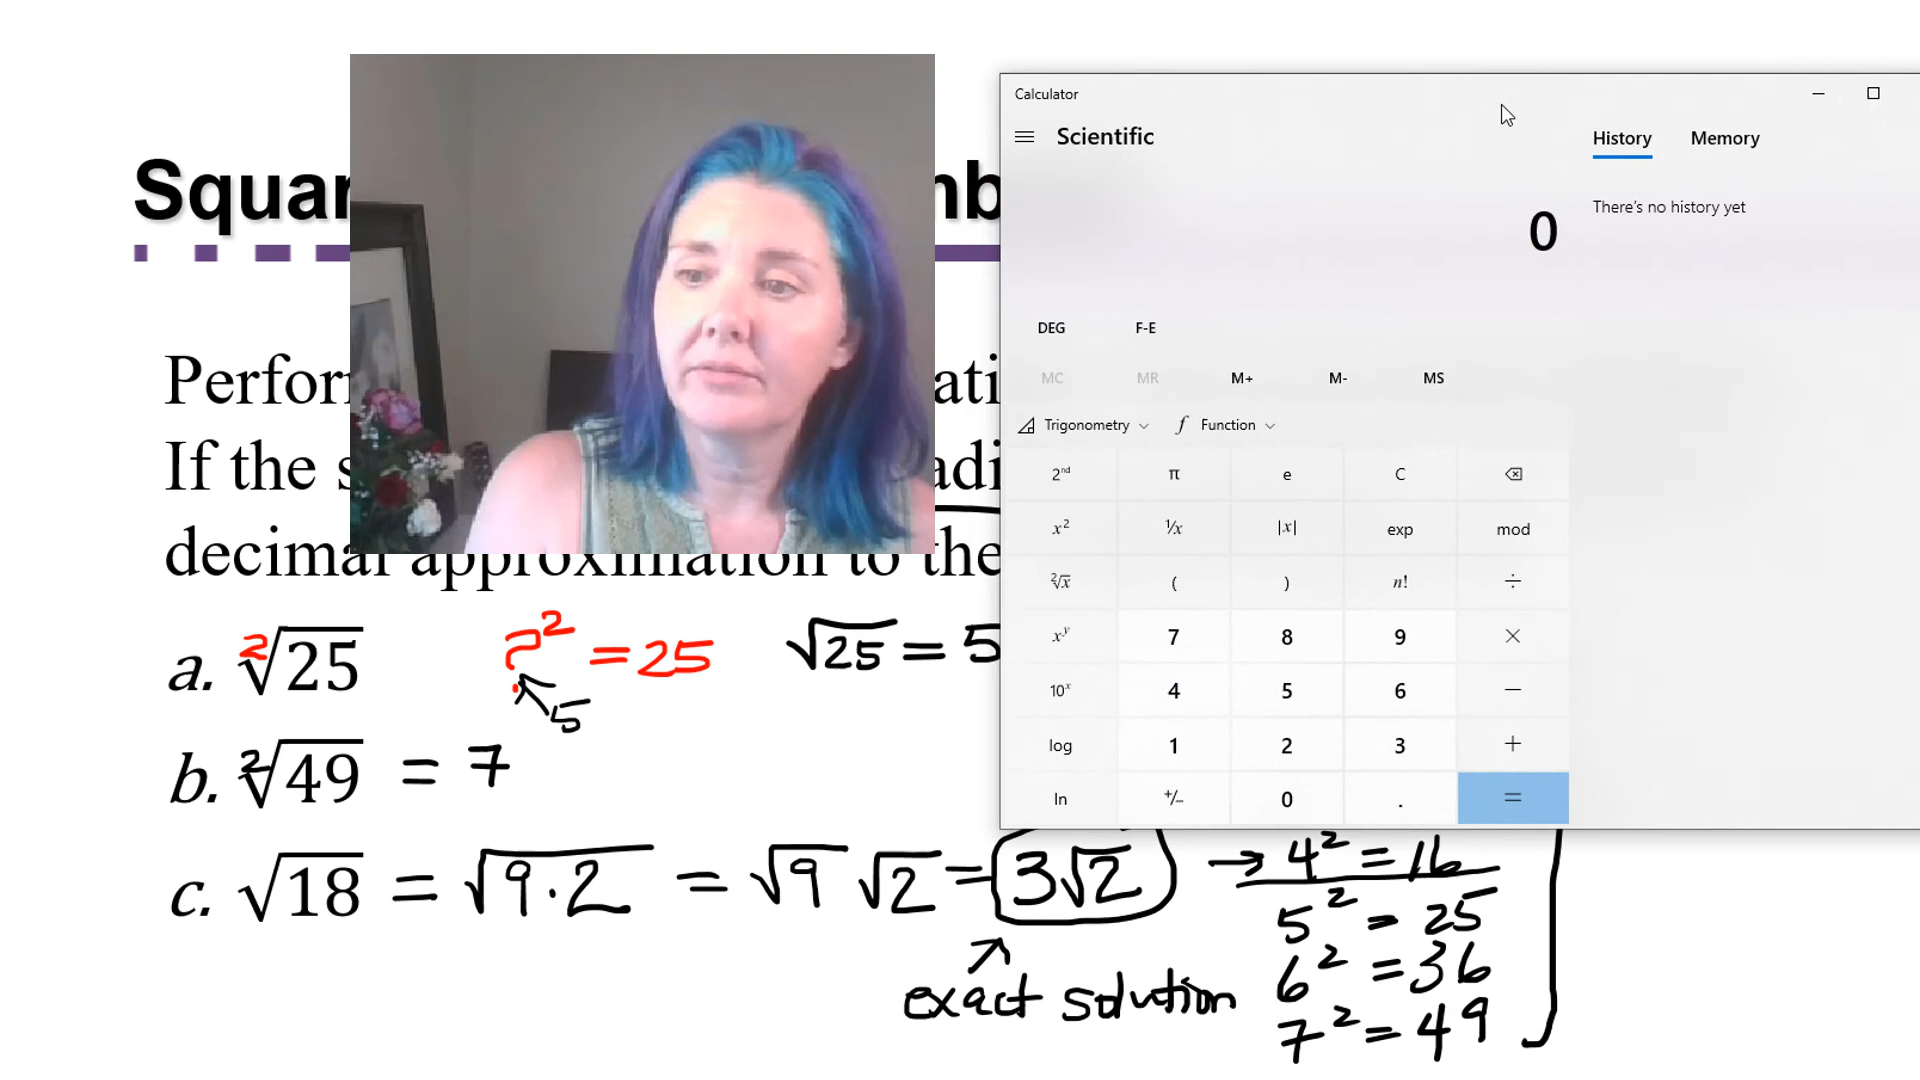 Squar
nb
Perfor
ati
If the s
adi
decimal approximation to the
a. ²√25
?² = 25
5
√25 = 5
b. ²√49 = 7
c. √18 = √9·2 = √9 √2 = 3√2
exact solution
→ 4² = 16
5² = 25
6² = 36
7² = 49
Calculator
Scientific
History Memory
There's no history yet
0
DEG F-E
MC MR M+ M- MS
Trigonometry f Function
2nd π e C
x² ¹/x |x| exp mod
²√x ( ) n! ÷
xʸ 7 8 9 ×
10ˣ 4 5 6 −
log 1 2 3 +
ln +/− 0 . =